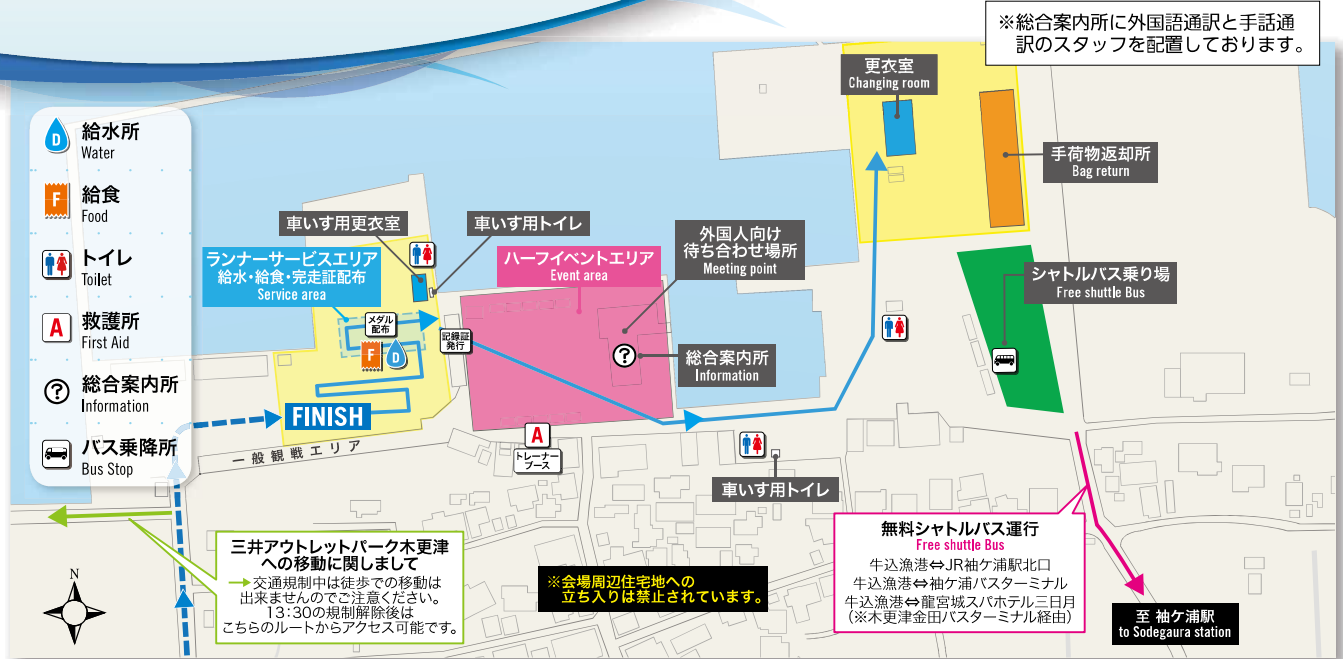 ※総合案内所に外国語通訳と手話通
訳のスタッフを配置しております。
D
給水所
Water
F
給食
Food
トイレ
Toilet
A
救護所
First Aid
?
総合案内所
Information
バス乗降所
Bus Stop
更衣室
Changing room
手荷物返却所
Bag return
車いす用更衣室
車いす用トイレ
ランナーサービスエリア
給水・給食・完走証配布
Service area
ハーフイベントエリア
Event area
外国人向け
待ち合わせ場所
Meeting point
シャトルバス乗り場
Free shuttle Bus
メダル
配布
F
D
記録証
発行
?
総合案内所
Information
FINISH
一般観戦エリア
A
トレーナー
ブース
車いす用トイレ
三井アウトレットパーク木更津
への移動に関しまして
交通規制中は徒歩での移動は
出来ませんのでご注意ください。
13:30の規制解除後は
こちらのルートからアクセス可能です。
※会場周辺住宅地への
立ち入りは禁止されています。
無料シャトルバス運行
Free shuttle Bus
牛込漁港⇔JR袖ケ浦駅北口
牛込漁港⇔袖ケ浦バスターミナル
牛込漁港⇔龍宮城スパホテル三日月
(※木更津金田バスターミナル経由)
至 袖ケ浦駅
to Sodegaura station
N